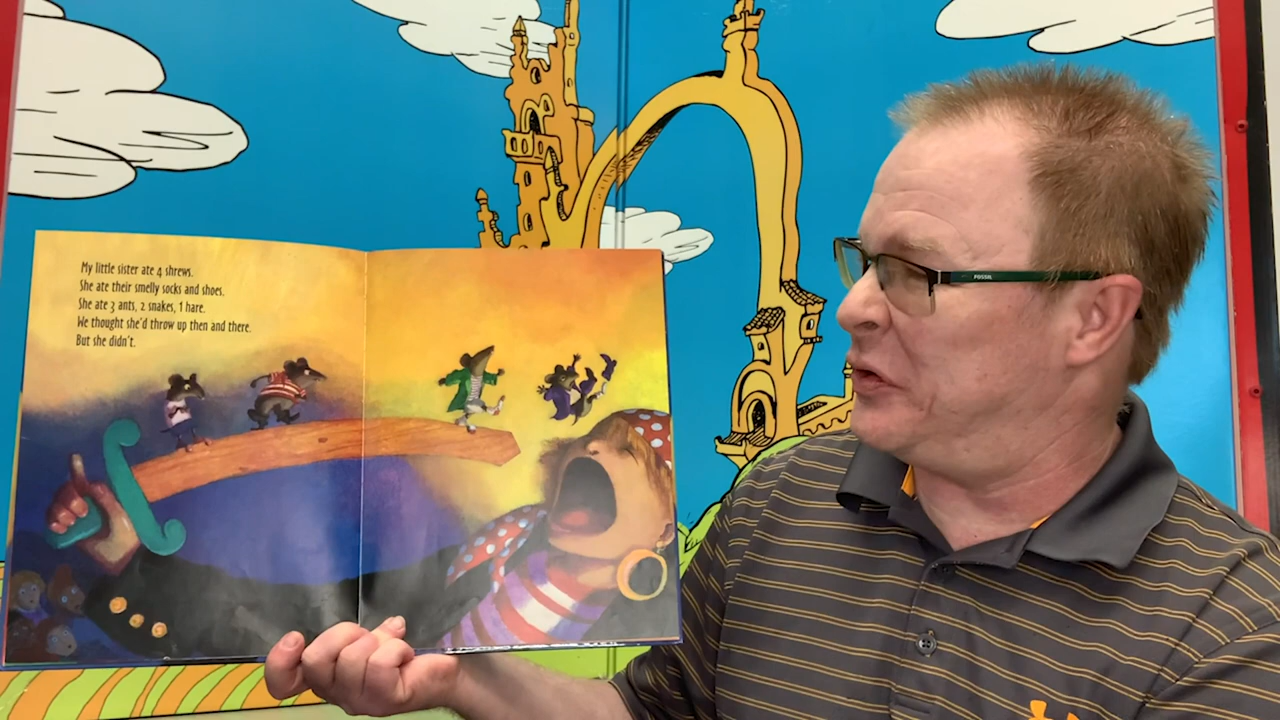 My little sister ate 4 shrews.
She ate their smelly socks and shoes.
She ate 3 ants, 2 snakes, 1 hare.
We thought she'd throw up then and there.
But she didn't.
FOSSIL